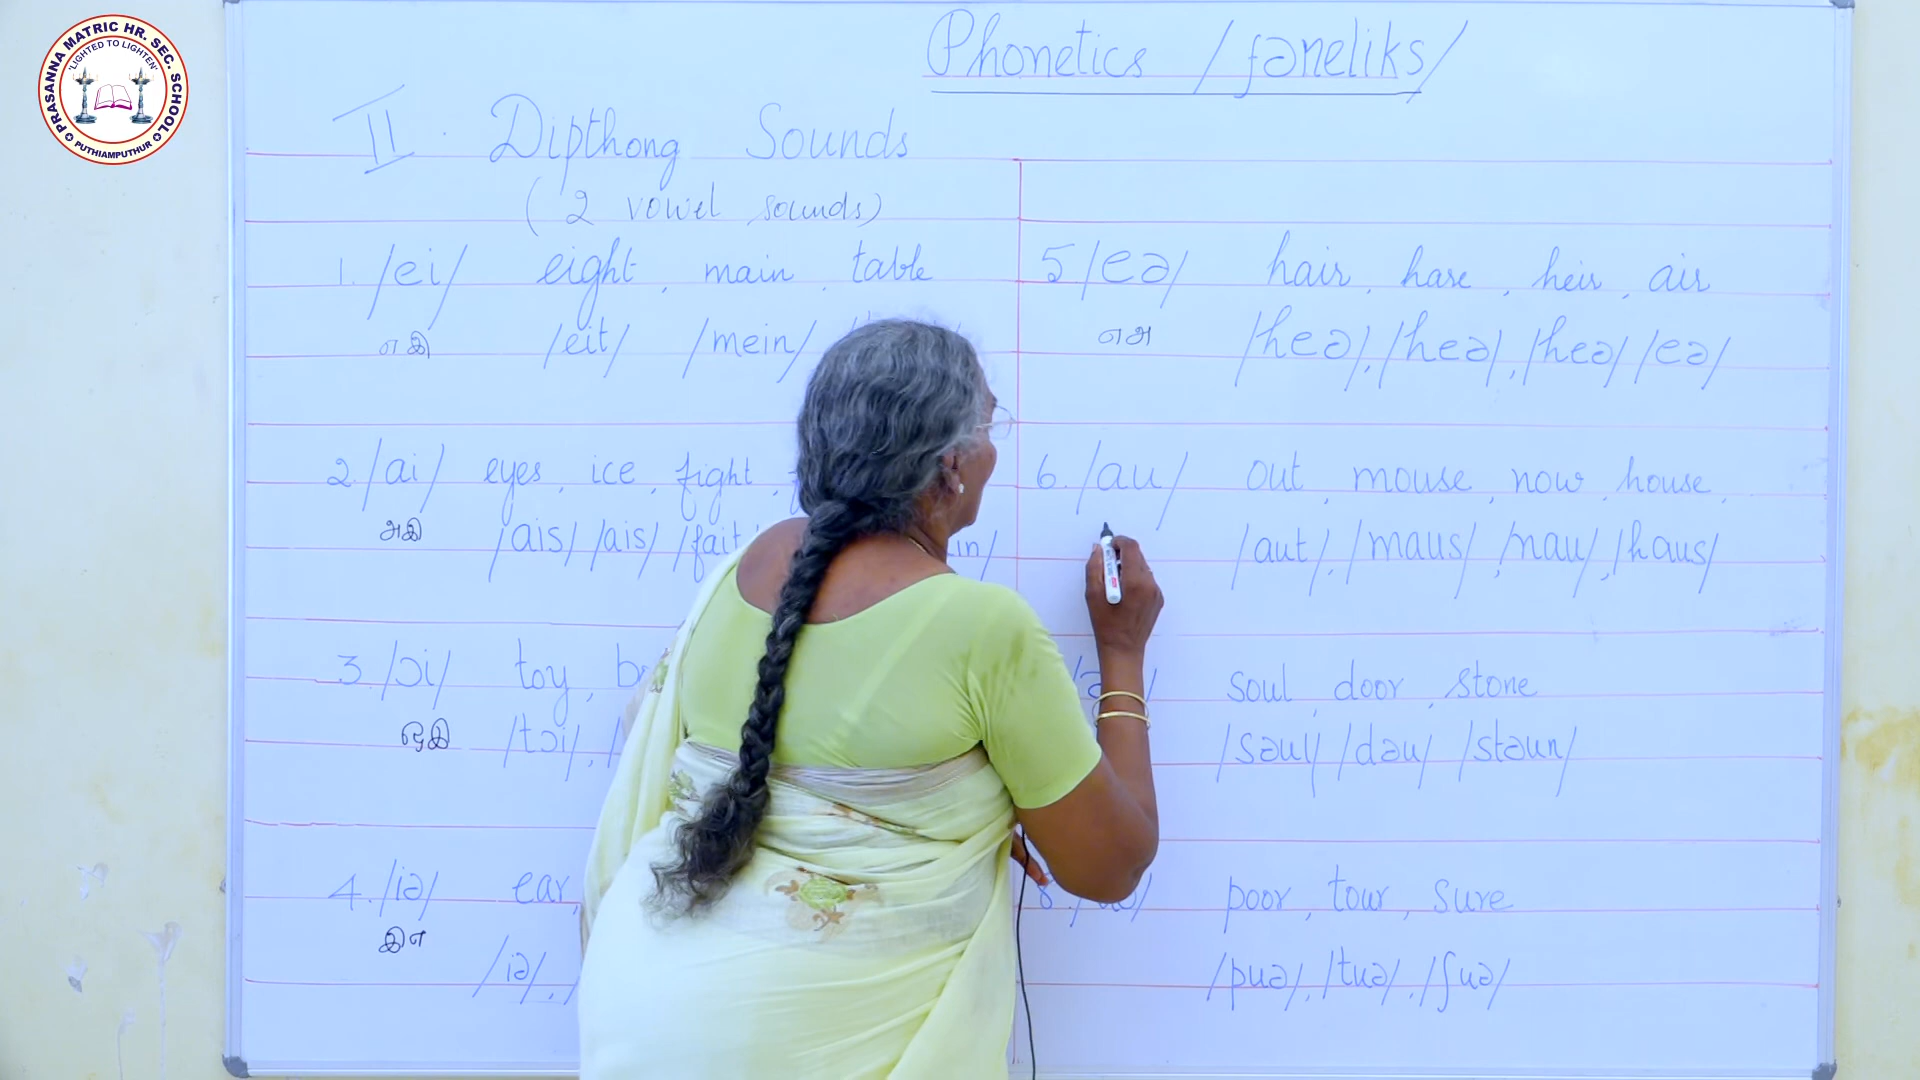 PRASANNA MATRIC HR. SEC. SCHOOL
"LIGHTED TO LIGHTEN"
PUTHIAMPUTHUR
Phonetics /fəneliks/
II. Dipthong Sounds
(2 vowel sounds)
1. /ei/ eight, main, table
எஇ /eit/ /mein/
2. /ai/ eyes, ice, fight,
அஇ /ais/ /ais/ /fait
3. /ɔi/ toy,
ஒஇ /tɔi/,
4. /iə/ ear,
இஎ
/iə/,
5 /eə/ hair, hare, heir, air
எஅ /heə/, /heə/, /heə/ /eə/
6. /au/ out, mouse, now, house,
/aut/, /maus/, /nau/, /haus/
soul, door, stone
/səul/ /dəu/ /stəun/
8. poor, tour, sure
/puə/, /tuə/, /ʃuə/